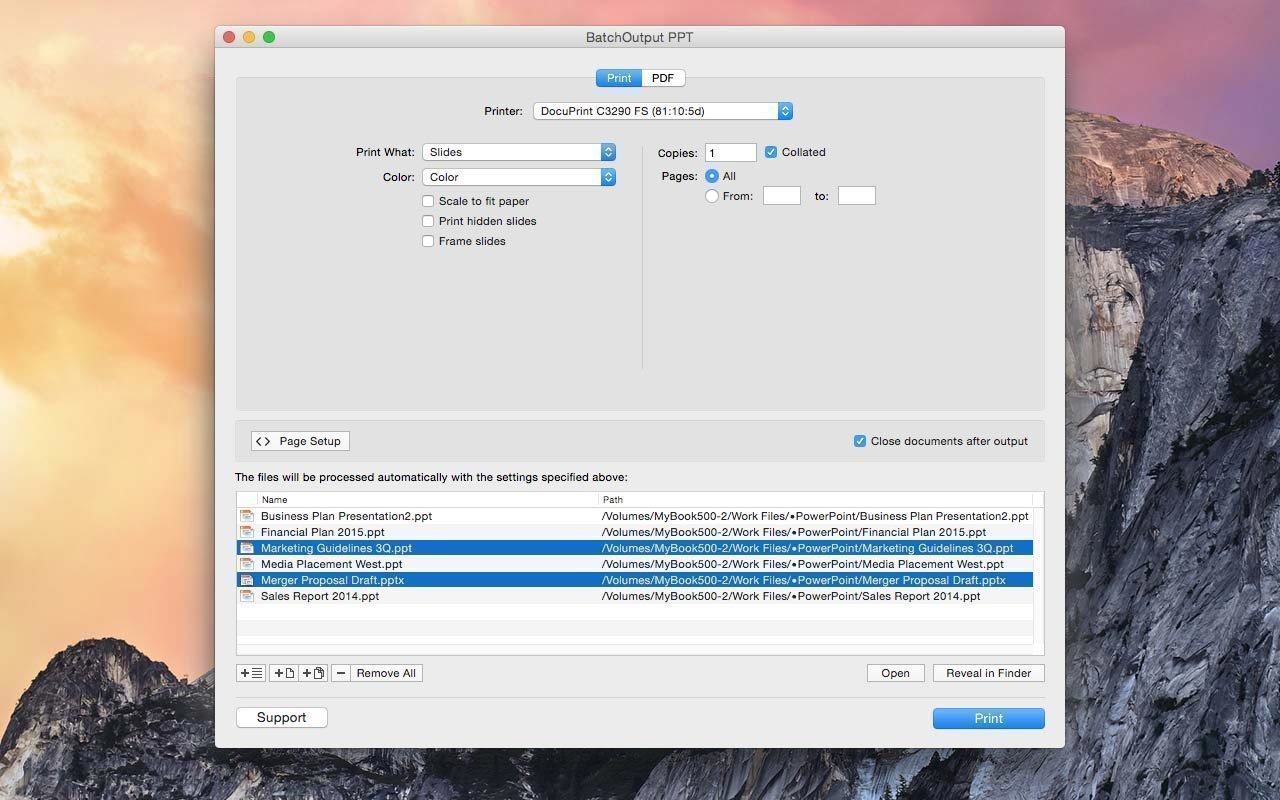 BatchOutput PPT
Print PDF
Printer: DocuPrint C3290 FS (81:10:5d)
Print What: Slides
Color: Color
Scale to fit paper
Print hidden slides
Frame slides
Copies: 1 Collated
Pages: All
From: to:
Page Setup
Close documents after output
The files will be processed automatically with the settings specified above:
Name Path
Business Plan Presentation2.ppt /Volumes/MyBook500-2/Work Files/•PowerPoint/Business Plan Presentation2.ppt
Financial Plan 2015.ppt /Volumes/MyBook500-2/Work Files/•PowerPoint/Financial Plan 2015.ppt
Marketing Guidelines 3Q.ppt /Volumes/MyBook500-2/Work Files/•PowerPoint/Marketing Guidelines 3Q.ppt
Media Placement West.ppt /Volumes/MyBook500-2/Work Files/•PowerPoint/Media Placement West.ppt
Merger Proposal Draft.pptx /Volumes/MyBook500-2/Work Files/•PowerPoint/Merger Proposal Draft.pptx
Sales Report 2014.ppt /Volumes/MyBook500-2/Work Files/•PowerPoint/Sales Report 2014.ppt
Remove All Open Reveal in Finder
Support Print